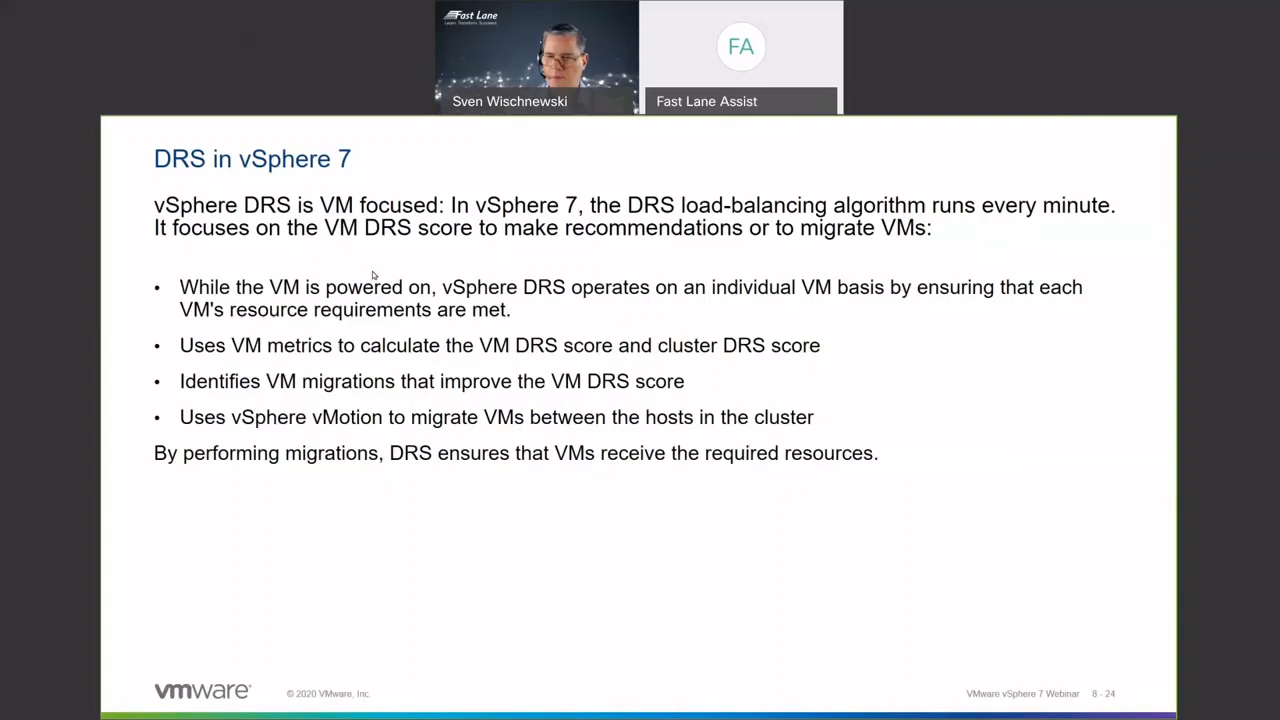 Fast Lane
Learn. Transform. Succeed.
FA
Sven Wischnewski
Fast Lane Assist
DRS in vSphere 7
vSphere DRS is VM focused: In vSphere 7, the DRS load-balancing algorithm runs every minute.
It focuses on the VM DRS score to make recommendations or to migrate VMs:
• While the VM is powered on, vSphere DRS operates on an individual VM basis by ensuring that each
VM's resource requirements are met.
• Uses VM metrics to calculate the VM DRS score and cluster DRS score
• Identifies VM migrations that improve the VM DRS score
• Uses vSphere vMotion to migrate VMs between the hosts in the cluster
By performing migrations, DRS ensures that VMs receive the required resources.
vmware®
© 2020 VMware, Inc.
VMware vSphere 7 Webinar 8 - 24